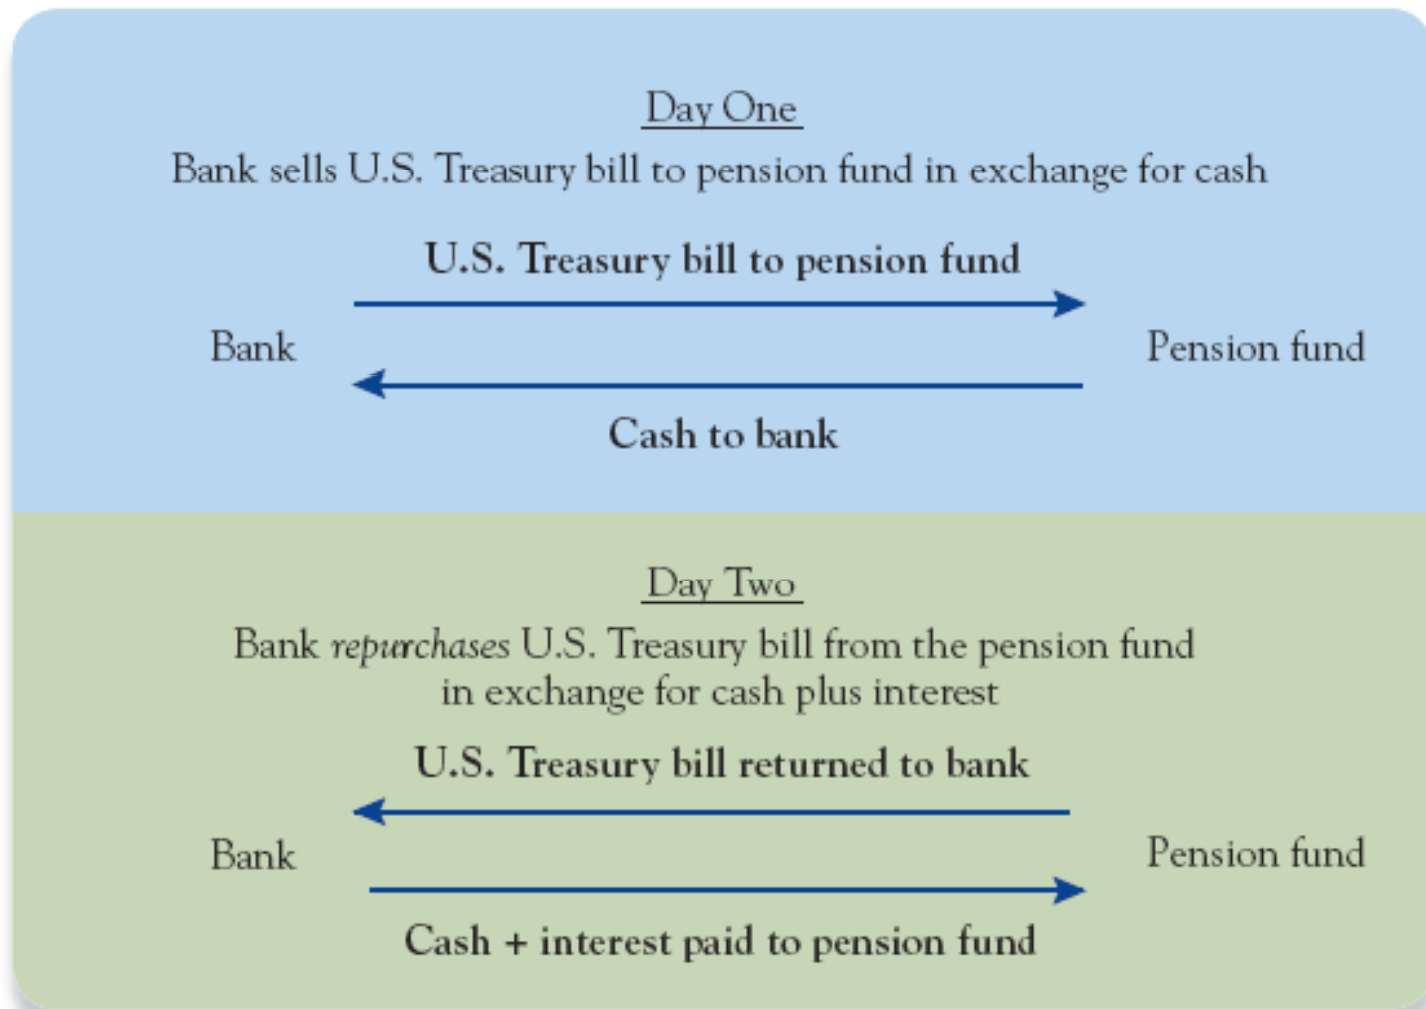 Day One
Bank sells U.S. Treasury bill to pension fund in exchange for cash
U.S. Treasury bill to pension fund
Bank
Pension fund
Cash to bank
Day Two
Bank repurchases U.S. Treasury bill from the pension fund
in exchange for cash plus interest
U.S. Treasury bill returned to bank
Bank
Pension fund
Cash + interest paid to pension fund